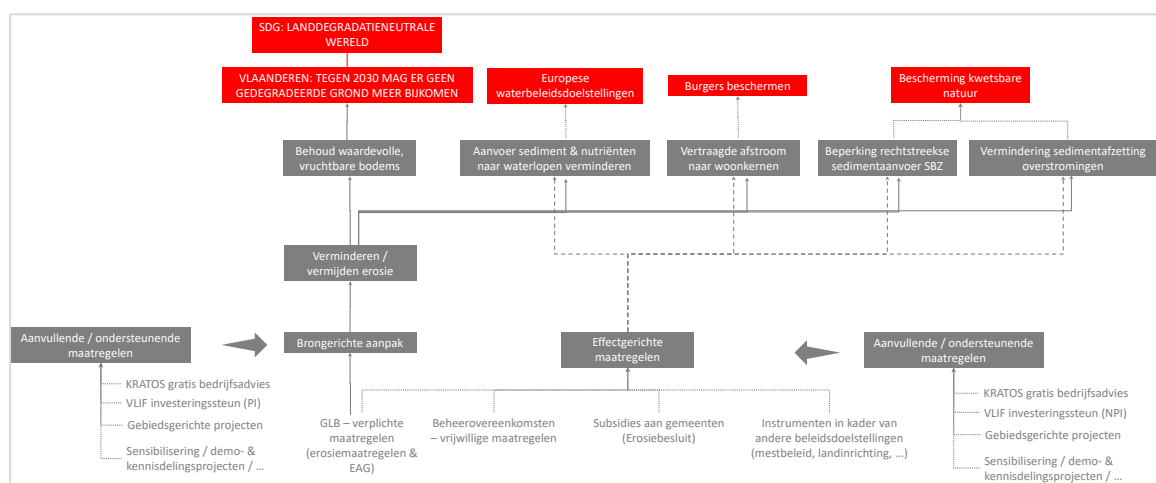 SDG: LANDDEGRADATIENEUTRALE
WERELD
VLAANDEREN: TEGEN 2030 MAG ER GEEN
GEDEGRADEERDE GROND MEER BIJKOMEN
Europese
waterbeleidsdoelstellingen
Burgers beschermen
Bescherming kwetsbare
natuur
Behoud waardevolle,
vruchtbare bodems
Aanvoer sediment & nutriënten
naar waterlopen verminderen
Vertraagde afstroom
naar woonkernen
Beperking rechtstreekse
sedimentaanvoer SBZ
Vermindering sedimentafzetting
overstromingen
Verminderen /
vermijden erosie
Aanvullende / ondersteunende
maatregelen
Brongerichte aanpak
Effectgerichte
maatregelen
Aanvullende / ondersteunende
maatregelen
KRATOS gratis bedrijfsadvies
VLIF investeringssteun (PI)
Gebiedsgerichte projecten
Sensibilisering / demo- &
kennisdelingsprojecten / ...
GLB – verplichte
maatregelen
(erosiemaatregelen &
EAG)
Beheerovereenkomsten
– vrijwillige maatregelen
Subsidies aan gemeenten
(Erosiebesluit)
Instrumenten in kader van
andere beleidsdoelstellingen
(mestbeleid, landinrichting, ...)
KRATOS gratis bedrijfsadvies
VLIF investeringssteun (NPI)
Gebiedsgerichte projecten
Sensibilisering / demo- &
kennisdelingsprojecten / ...